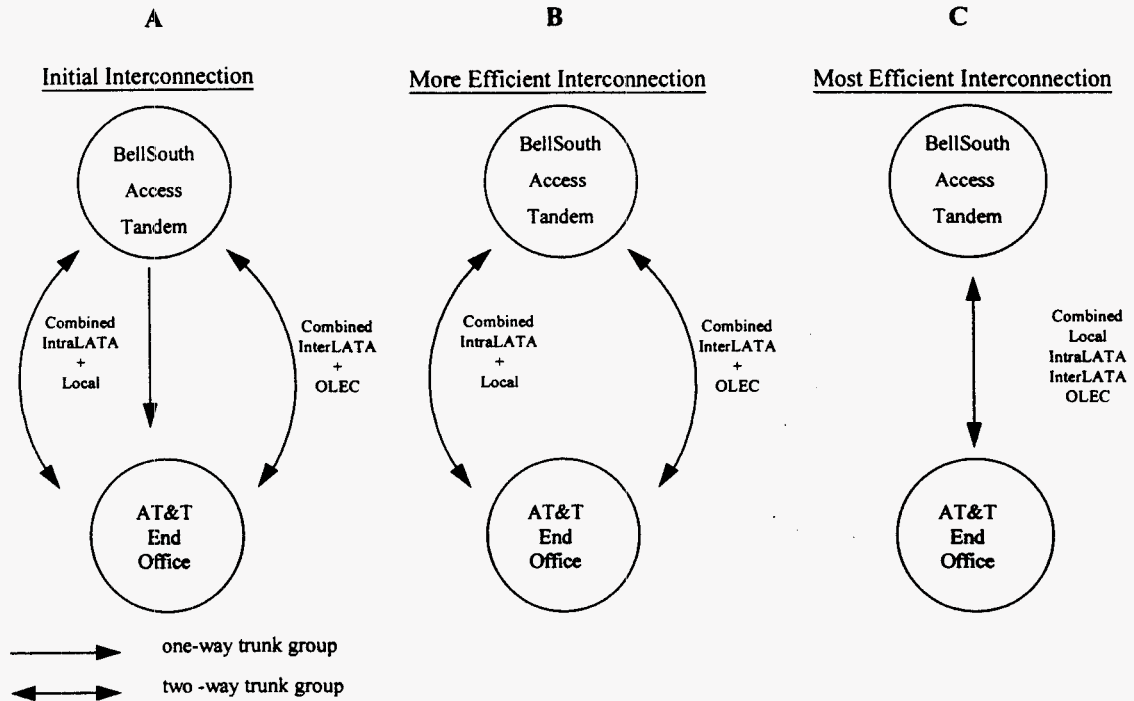 A
Initial Interconnection
BellSouth
Access
Tandem
Combined
IntraLATA
+
Local
Combined
InterLATA
+
OLEC
AT&T
End
Office
B
More Efficient Interconnection
BellSouth
Access
Tandem
Combined
IntraLATA
+
Local
Combined
InterLATA
+
OLEC
AT&T
End
Office
C
Most Efficient Interconnection
BellSouth
Access
Tandem
Combined
Local
IntraLATA
InterLATA
OLEC
AT&T
End
Office
one-way trunk group
two -way trunk group